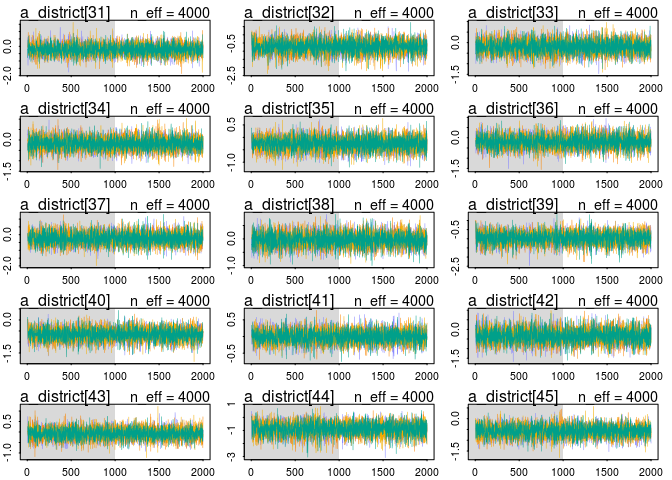 a_district[31] n_eff = 4000
a_district[32] n_eff = 4000
a_district[33] n_eff = 4000
0.0
-2.0
0 500 1000 1500 2000
-0.5
-2.5
0 500 1000 1500 2000
0.0
-1.5
0 500 1000 1500 2000
a_district[34] n_eff = 4000
a_district[35] n_eff = 4000
a_district[36] n_eff = 4000
0.0
-1.5
0 500 1000 1500 2000
0.5
-1.0
0 500 1000 1500 2000
0.0
-1.5
0 500 1000 1500 2000
a_district[37] n_eff = 4000
a_district[38] n_eff = 4000
a_district[39] n_eff = 4000
0.0
-2.0
0 500 1000 1500 2000
0.0
-1.0
0 500 1000 1500 2000
-0.5
-2.5
0 500 1000 1500 2000
a_district[40] n_eff = 4000
a_district[41] n_eff = 4000
a_district[42] n_eff = 4000
0.0
-1.5
0 500 1000 1500 2000
0.5
-0.5
0 500 1000 1500 2000
0.0
-1.5
0 500 1000 1500 2000
a_district[43] n_eff = 4000
a_district[44] n_eff = 4000
a_district[45] n_eff = 4000
0.5
-1.0
0 500 1000 1500 2000
1
-1
-3
0 500 1000 1500 2000
0.0
-1.5
0 500 1000 1500 2000